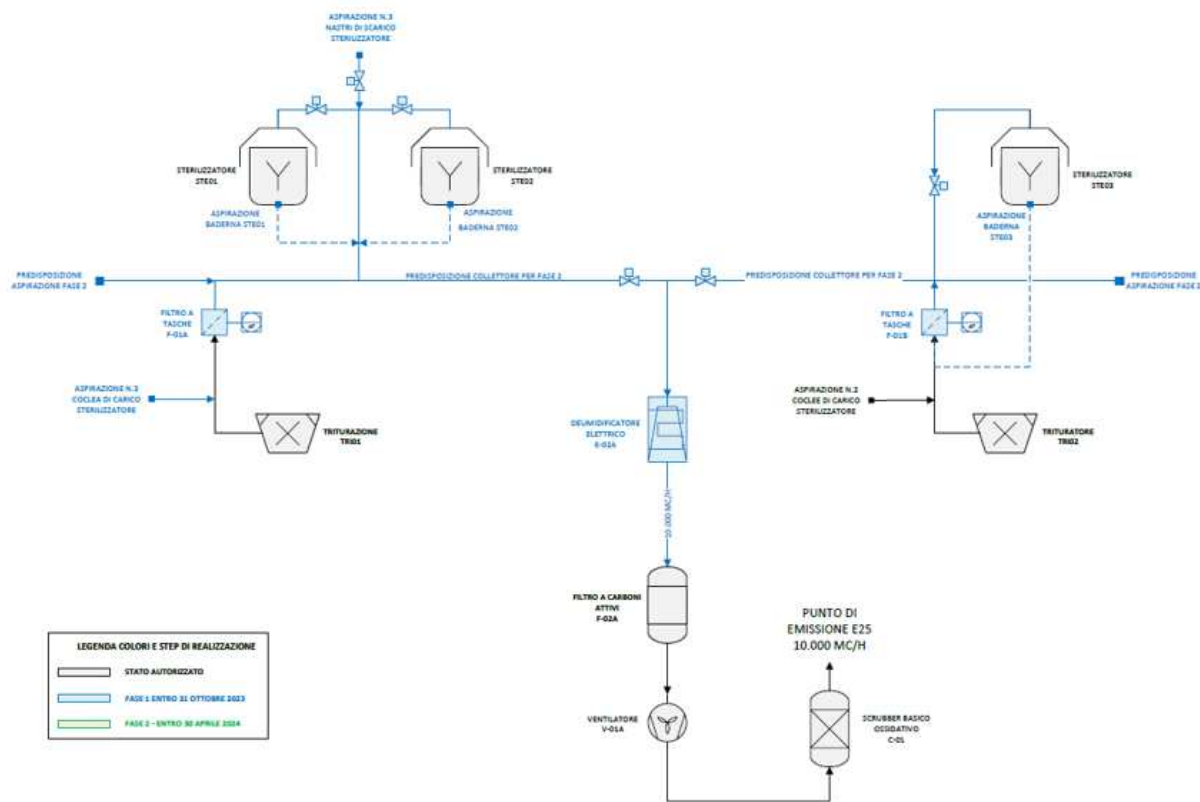 ASPIRAZIONE N.3
NASTRI DI SCARICO
STERILIZZATORE
STERILIZZATORE
STE01
STERILIZZATORE
STE02
STERILIZZATORE
STE03
ASPIRAZIONE
BADERNA STE01
ASPIRAZIONE
BADERNA STE02
ASPIRAZIONE
BADERNA
STE03
PREDISPOSIZIONE
ASPIRAZIONE FASE 2
PREDISPOSIZIONE COLLETTORE PER FASE 2
PREDISPOSIZIONE COLLETTORE PER FASE 2
PREDISPOSIZIONE
ASPIRAZIONE FASE 2
FILTRO A
TASCHE
F-01A
FILTRO A
TASCHE
F-01B
ASPIRAZIONE N.3
COCLEA DI CARICO
STERILIZZATORE
TRITURAZIONE
TRI01
DEUMIDIFICATORE
ELETTRICO
E-02A
ASPIRAZIONE N.2
COCLEE DI CARICO
STERILIZZATORE
TRITURATORE
TRI02
10.000 MC/H
FILTRO A CARBONI
ATTIVI
F-02A
PUNTO DI
EMISSIONE E25
10.000 MC/H
VENTILATORE
V-01A
SCRUBBER BASICO
OSSIDATIVO
C-01
LEGENDA COLORI E STEP DI REALIZZAZIONE
STATO AUTORIZZATO
FASE 1 ENTRO 31 OTTOBRE 2023
FASE 2 - ENTRO 30 APRILE 2024